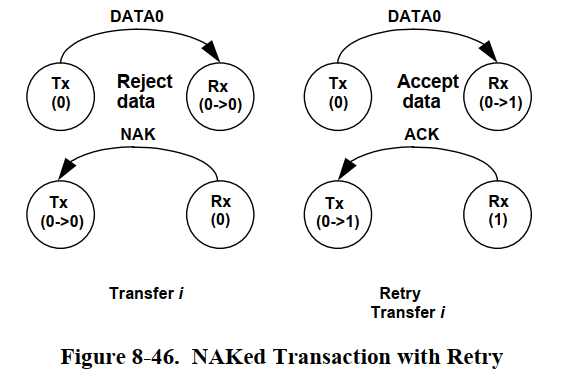 DATA0
Tx
(0)
Reject
data
Rx
(0->0)
NAK
Tx
(0->0)
Rx
(0)
Transfer i
DATA0
Tx
(0)
Accept
data
Rx
(0->1)
ACK
Tx
(0->1)
Rx
(1)
Retry
Transfer i
Figure 8-46. NAKed Transaction with Retry